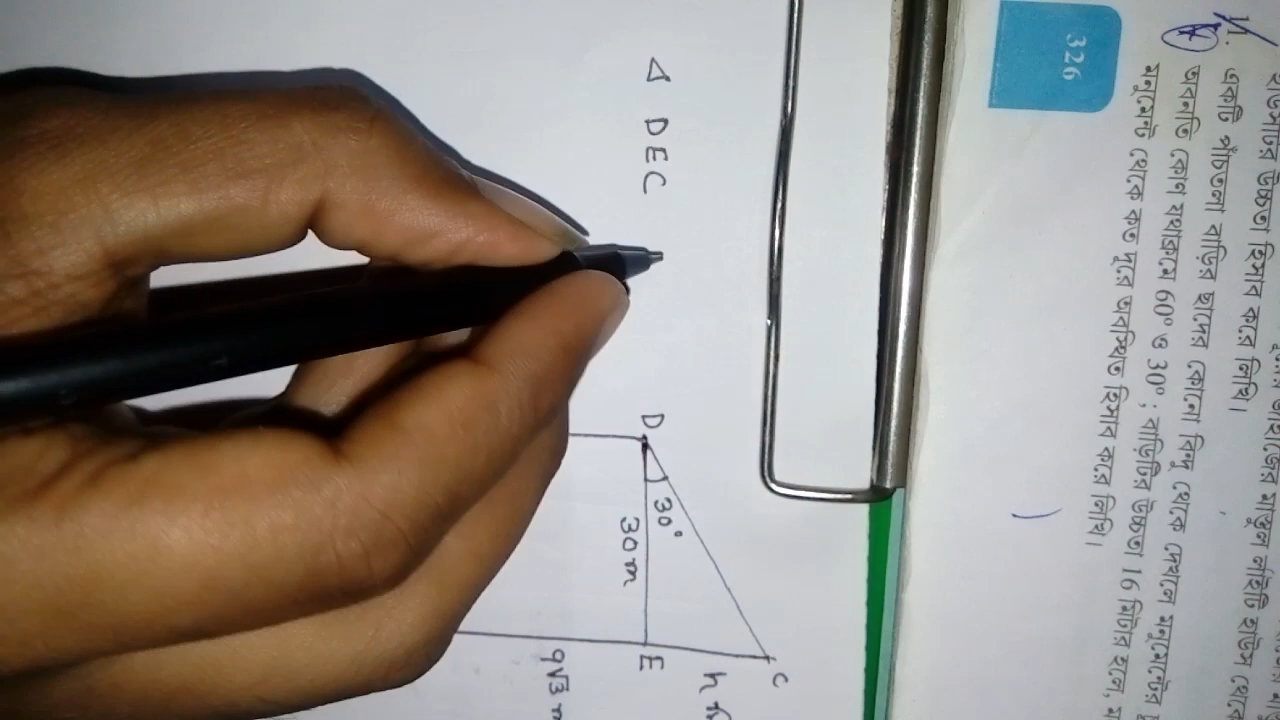 হাউসটির উচ্চতা হিসাব করে লিখি।
11. একটি পাঁচতলা বাড়ির ছাদের কোনো বিন্দু থেকে দেখলে মনুমেন্টের
অবনতি কোণ যথাক্রমে 60° ও 30° ; বাড়িটির উচ্চতা 16 মিটার হলে,
মনুমেন্ট থেকে কত দূরে অবস্থিত হিসাব করে লিখি।
326
C
h
Δ DEC
D
30°
30 m
E
9√3 m